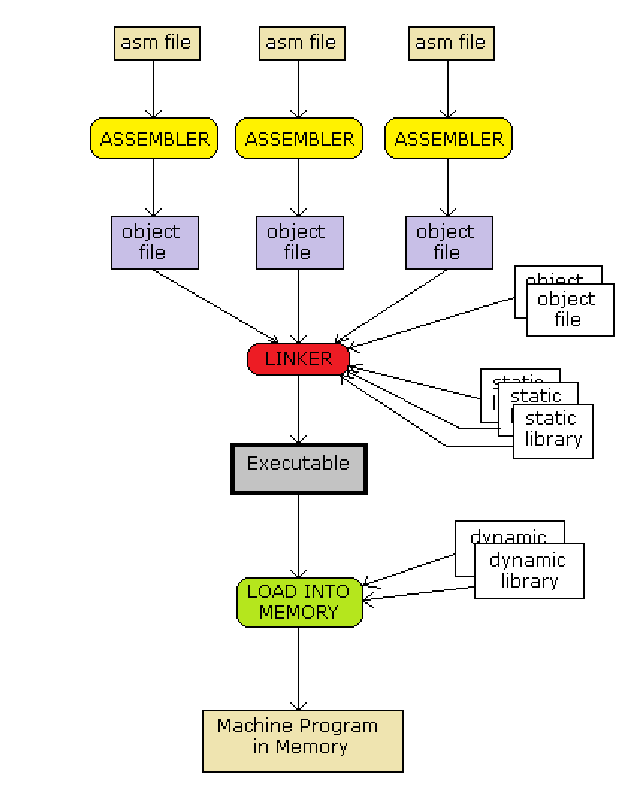 asm file
asm file
asm file
ASSEMBLER
ASSEMBLER
ASSEMBLER
object
file
object
file
object
file
object
object
file
LINKER
static
static
static
library
Executable
dynamic
dynamic
library
LOAD INTO
MEMORY
Machine Program
in Memory